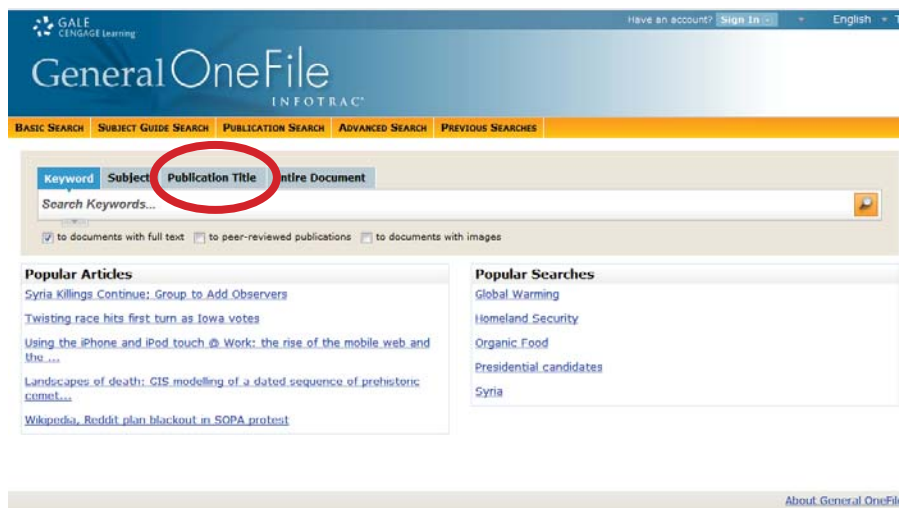 GALE
CENGAGE Learning
Have an account? Sign In
English
General OneFile
INFOTRAC
BASIC SEARCH SUBJECT GUIDE SEARCH PUBLICATION SEARCH ADVANCED SEARCH PREVIOUS SEARCHES
Keyword Subject Publication Title Entire Document
Search Keywords...
to documents with full text to peer-reviewed publications to documents with images
Popular Articles
Syria Killings Continue; Group to Add Observers
Twisting race hits first turn as Iowa votes
Using the iPhone and iPod touch @ Work: the rise of the mobile web and
the ...
Landscapes of death: GIS modelling of a dated sequence of prehistoric
cemet...
Wikipedia, Reddit plan blackout in SOPA protest
Popular Searches
Global Warming
Homeland Security
Organic Food
Presidential candidates
Syria
About General OneFile